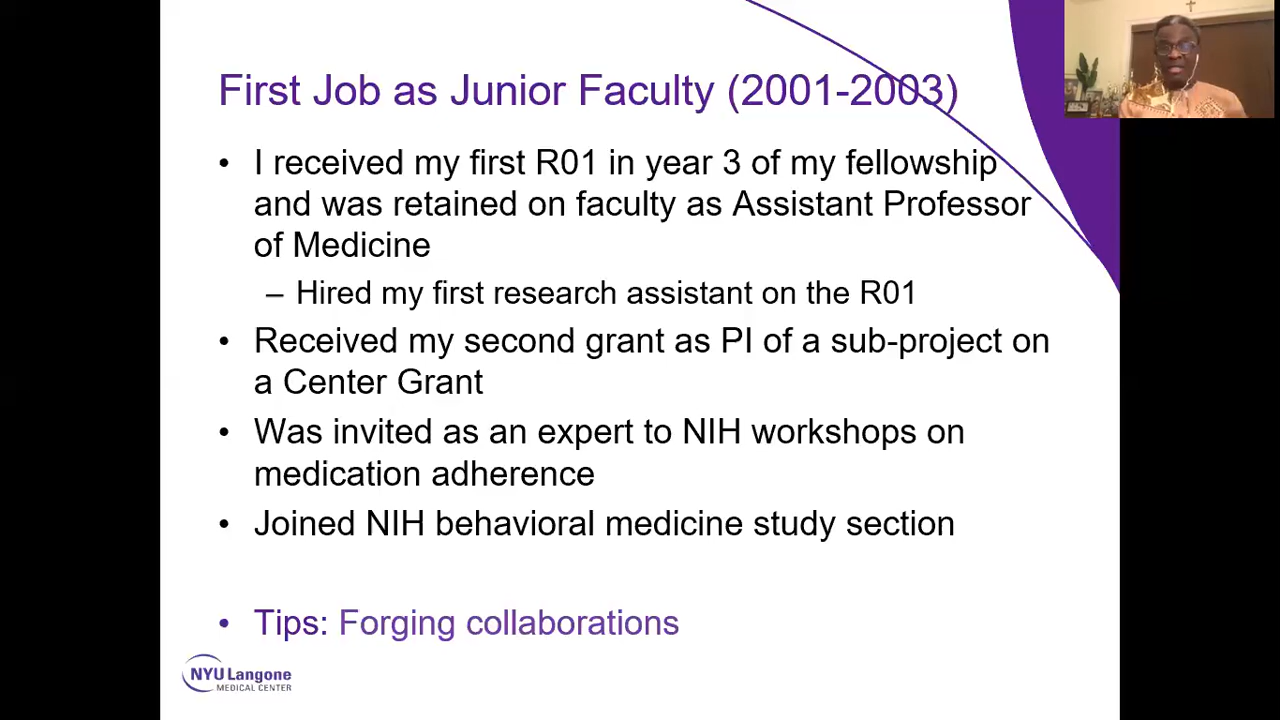 First Job as Junior Faculty (2001-2003)
• I received my first R01 in year 3 of my fellowship
and was retained on faculty as Assistant Professor
of Medicine
– Hired my first research assistant on the R01
• Received my second grant as PI of a sub-project on
a Center Grant
• Was invited as an expert to NIH workshops on
medication adherence
• Joined NIH behavioral medicine study section
• Tips: Forging collaborations
NYU Langone
MEDICAL CENTER